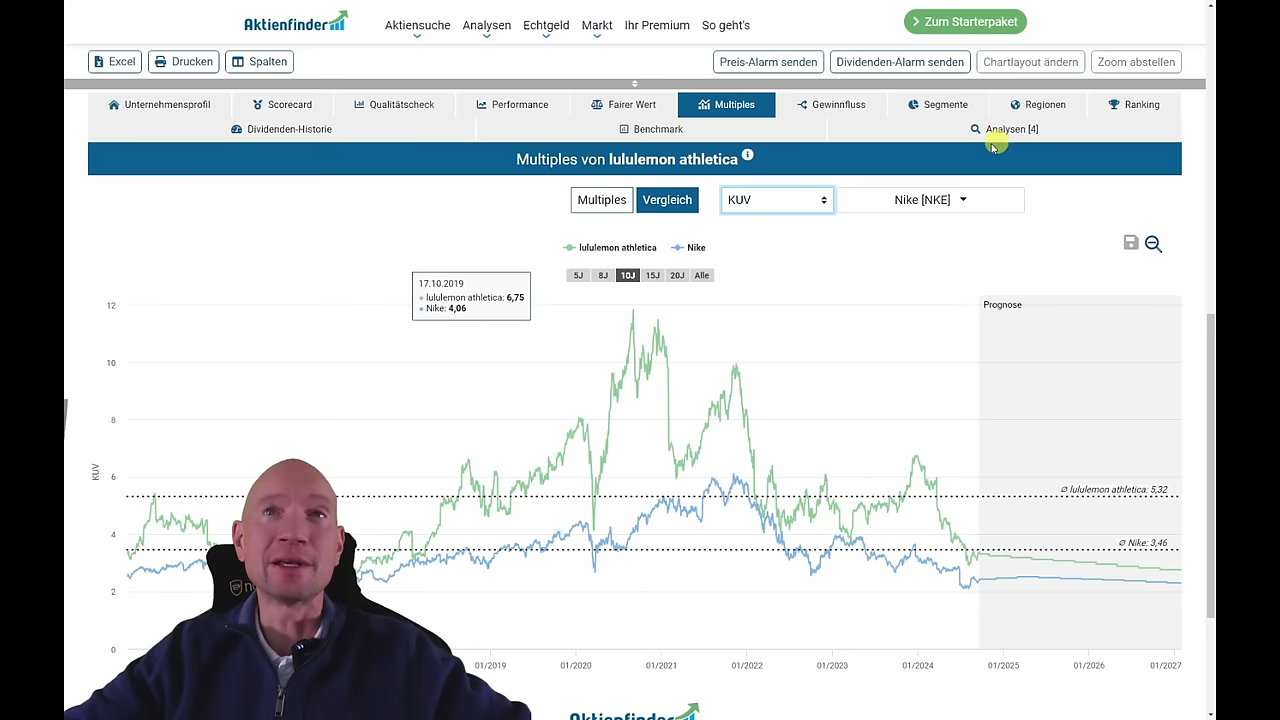 Aktienfinder
Aktiensuche Analysen Echtgeld Markt Ihr Premium So geht's
Zum Starterpaket
Excel Drucken Spalten
Preis-Alarm senden Dividenden-Alarm senden Chartlayout ändern Zoom abstellen
Unternehmensprofil Scorecard Qualitätscheck Performance Fairer Wert Multiples Gewinnfluss Segmente Regionen Ranking
Dividenden-Historie Benchmark Analysen [4]
Multiples von lululemon athletica
Multiples Vergleich KUV Nike [NKE]
lululemon athletica Nike
5J 8J 10J 15J 20J Alle
17.10.2019
lululemon athletica: 6,75
Nike: 4,06
Prognose
12
10
8
6
4
2
0
KUV
Ø lululemon athletica: 5,32
Ø Nike: 3,46
01/2019 01/2020 01/2021 01/2022 01/2023 01/2024 01/2025 01/2026 01/2027
Aktienfinder